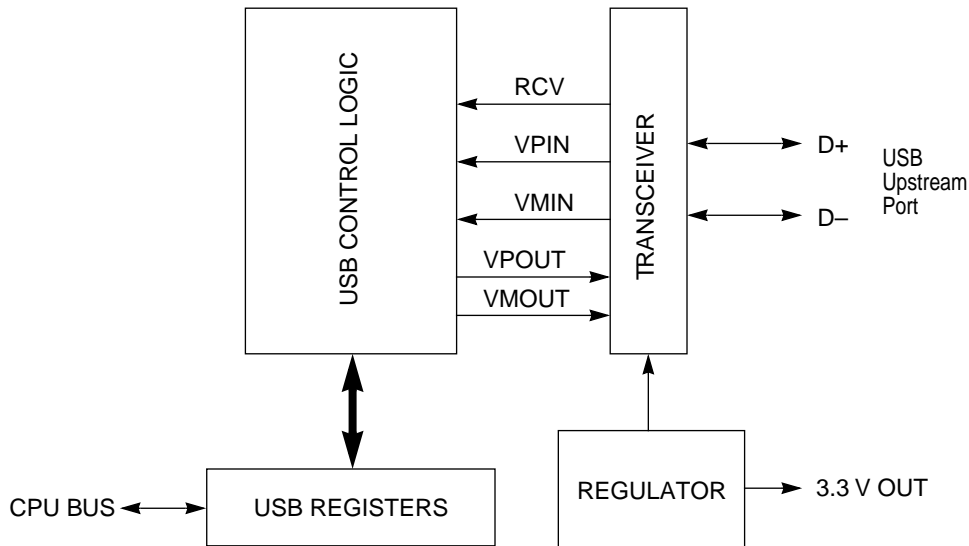 USB CONTROL LOGIC
RCV
VPIN
VMIN
VPOUT
VMOUT
TRANSCEIVER
D+
D–
USB
Upstream
Port
CPU BUS
USB REGISTERS
REGULATOR
3.3 V OUT